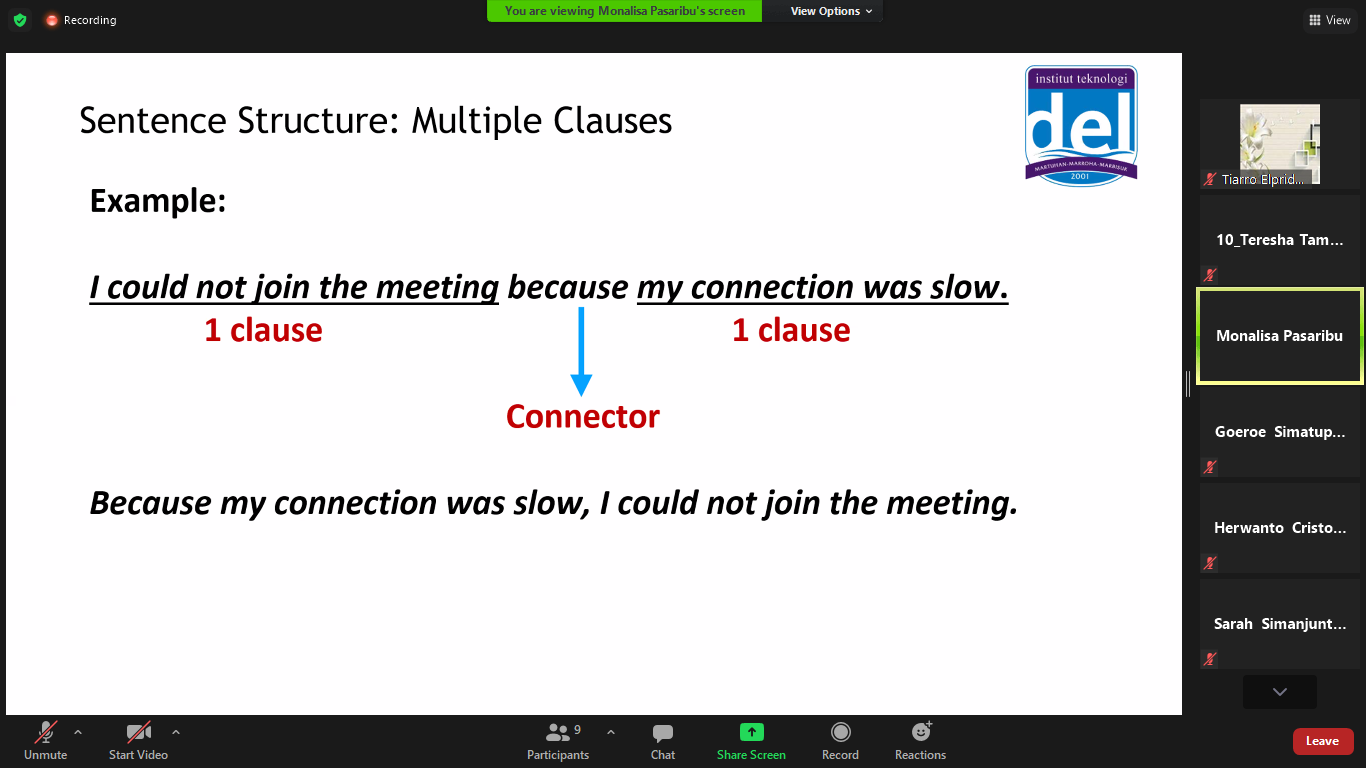 Recording
You are viewing Monalisa Pasaribu's screen
View Options
View
Sentence Structure: Multiple Clauses
institut teknologi
del
MARTUHAN-MARROHA-MARBISUK
2001
Example:
I could not join the meeting because my connection was slow.
1 clause 1 clause
Connector
Because my connection was slow, I could not join the meeting.
Tiarro Elprid...
10_Teresha Tam...
Monalisa Pasaribu
Goeroe Simatup...
Herwanto Cristo...
Sarah Simanjunt...
Unmute
Start Video
Participants
9
Chat
Share Screen
Record
Reactions
Leave